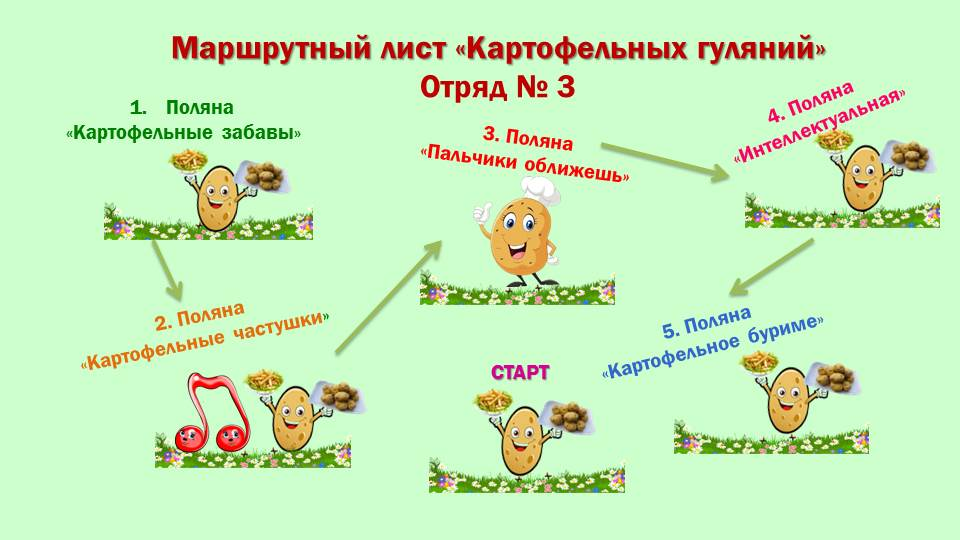 Маршрутный лист «Картофельных гуляний»
Отряд № 3
1. Поляна
«Картофельные забавы»
2. Поляна
«Картофельные частушки»
3. Поляна
«Пальчики оближешь»
4. Поляна
«Интеллектуальная»
5. Поляна
«Картофельное буриме»
СТАРТ